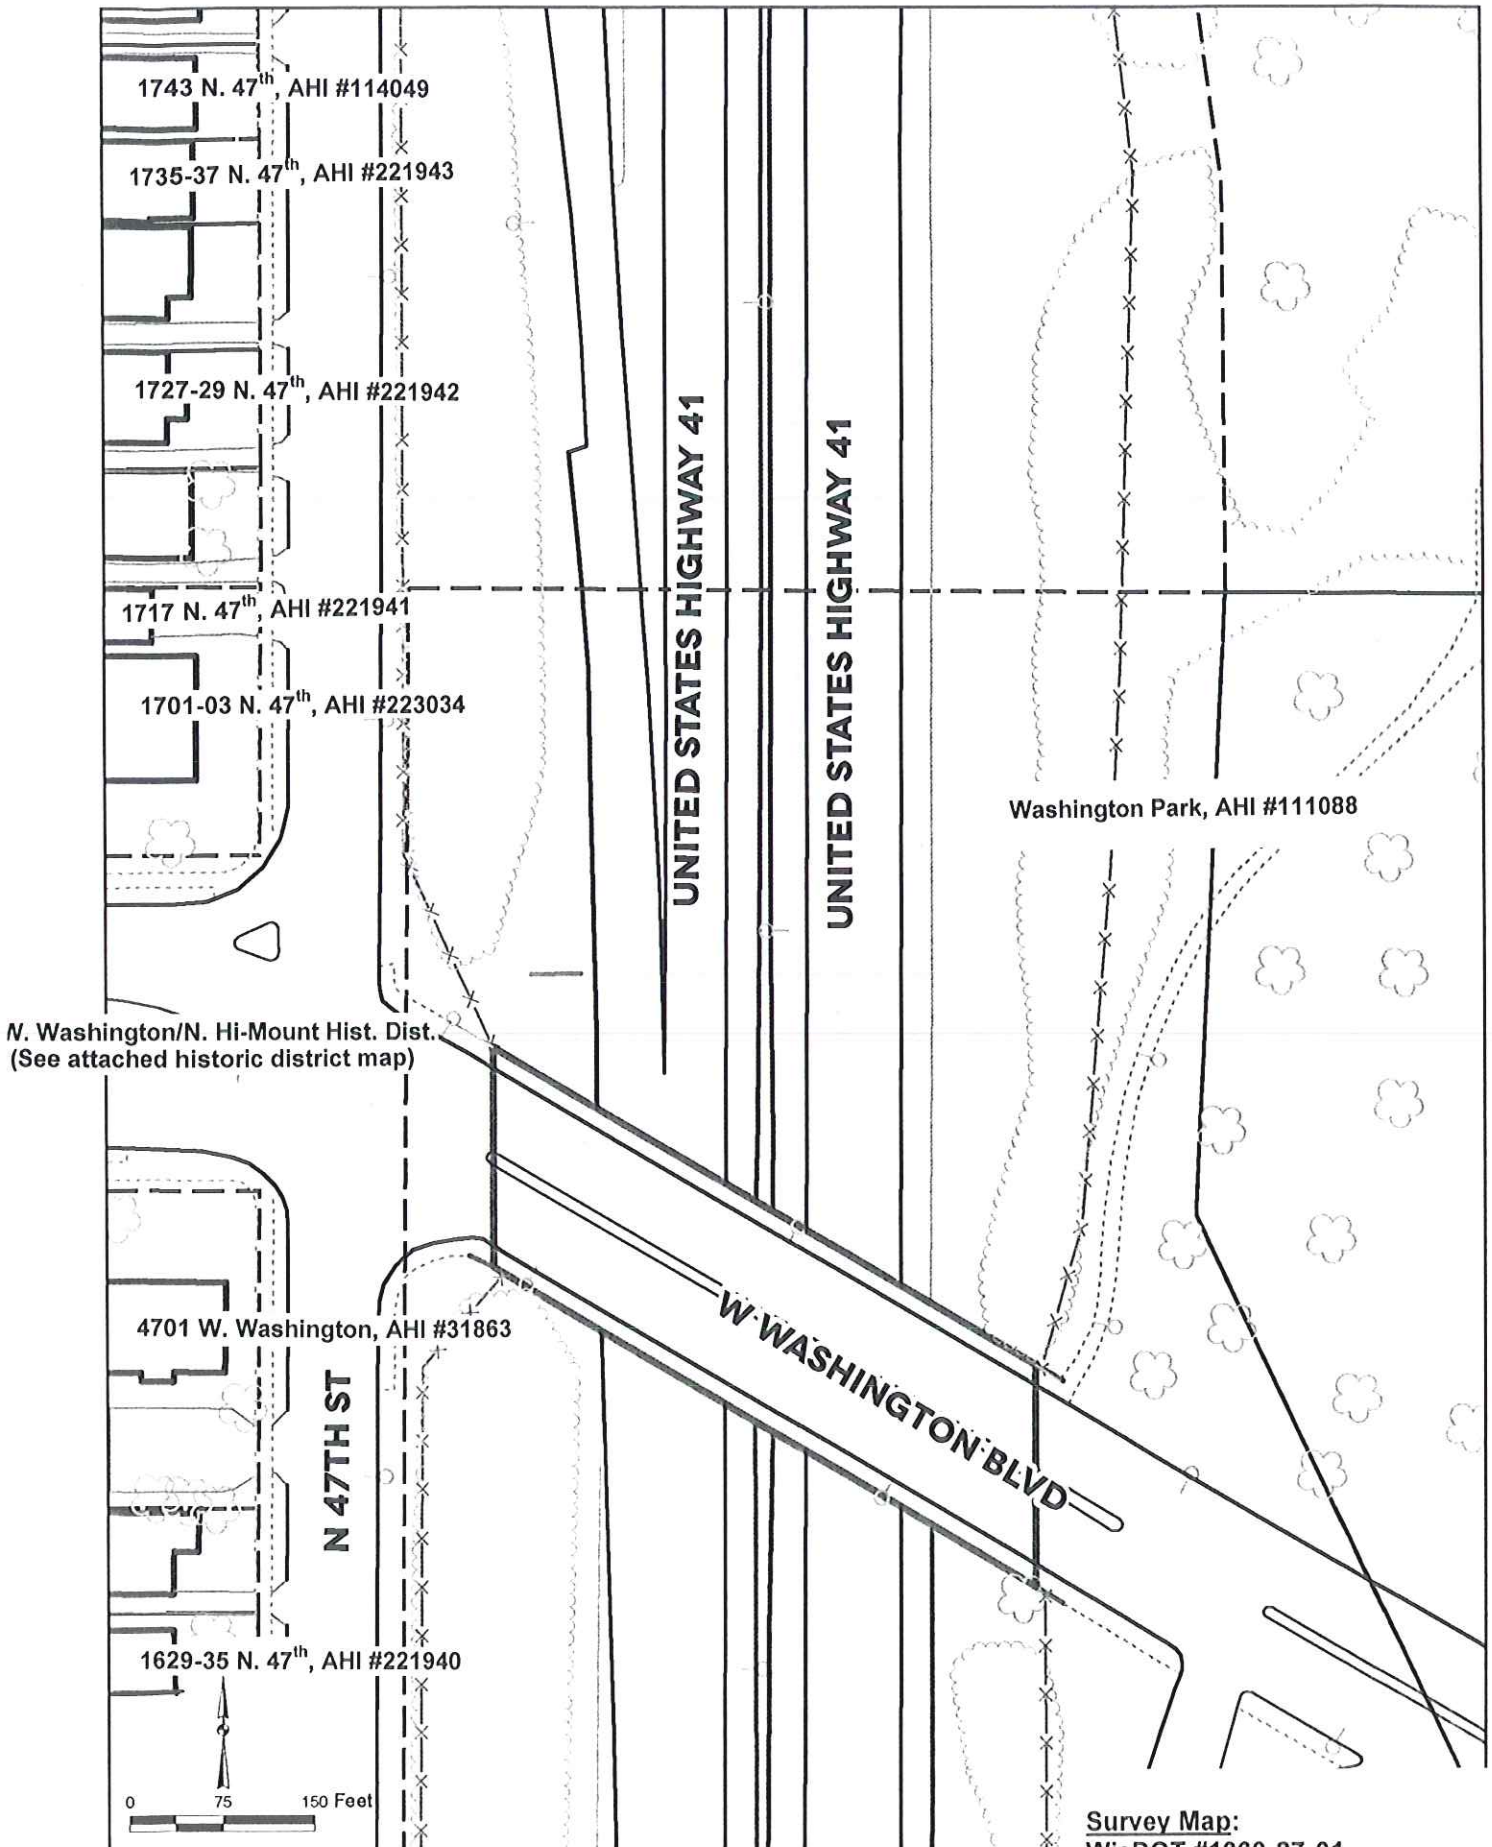 1743 N. 47th, AHI #114049
1735-37 N. 47th, AHI #221943
1727-29 N. 47th, AHI #221942
UNITED STATES HIGHWAY 41
UNITED STATES HIGHWAY 41
1717 N. 47th, AHI #221941
1701-03 N. 47th, AHI #223034
Washington Park, AHI #111088
W. Washington/N. Hi-Mount Hist. Dist.
(See attached historic district map)
4701 W. Washington, AHI #31863
W WASHINGTON BLVD
N 47TH ST
1629-35 N. 47th, AHI #221940
0 75 150 Feet
Survey Map: